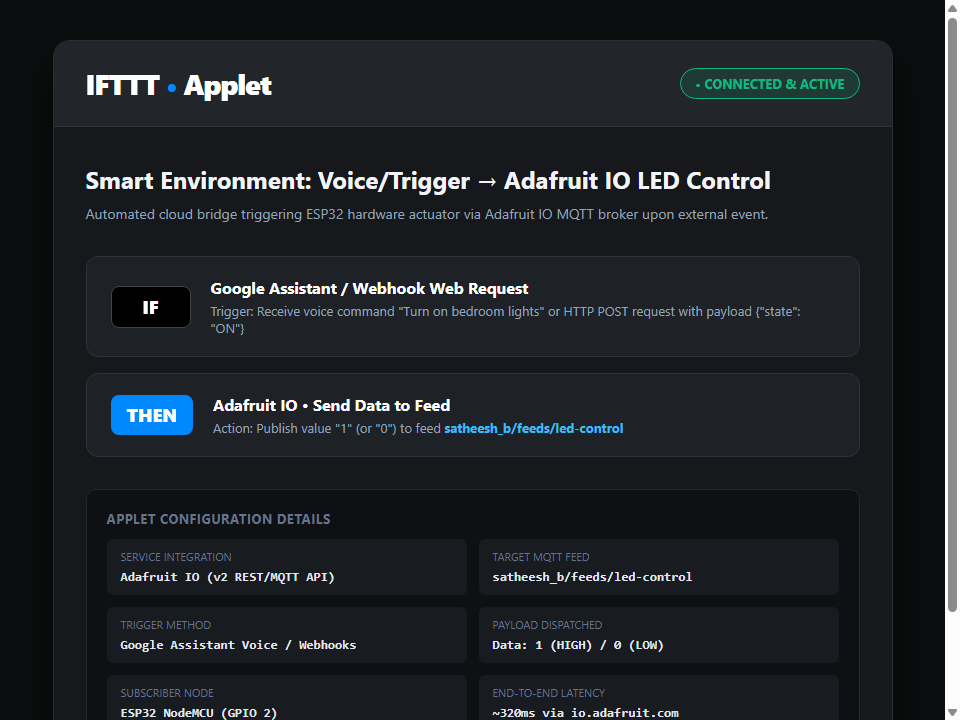 IFTTT • Applet
• CONNECTED & ACTIVE
Smart Environment: Voice/Trigger → Adafruit IO LED Control
Automated cloud bridge triggering ESP32 hardware actuator via Adafruit IO MQTT broker upon external event.
IF
Google Assistant / Webhook Web Request
Trigger: Receive voice command "Turn on bedroom lights" or HTTP POST request with payload {"state":
"ON"}
THEN
Adafruit IO • Send Data to Feed
Action: Publish value "1" (or "0") to feed satheesh_b/feeds/led-control
APPLET CONFIGURATION DETAILS
SERVICE INTEGRATION
Adafruit IO (v2 REST/MQTT API)
TARGET MQTT FEED
satheesh_b/feeds/led-control
TRIGGER METHOD
Google Assistant Voice / Webhooks
PAYLOAD DISPATCHED
Data: 1 (HIGH) / 0 (LOW)
SUBSCRIBER NODE
ESP32 NodeMCU (GPIO 2)
END-TO-END LATENCY
~320ms via io.adafruit.com